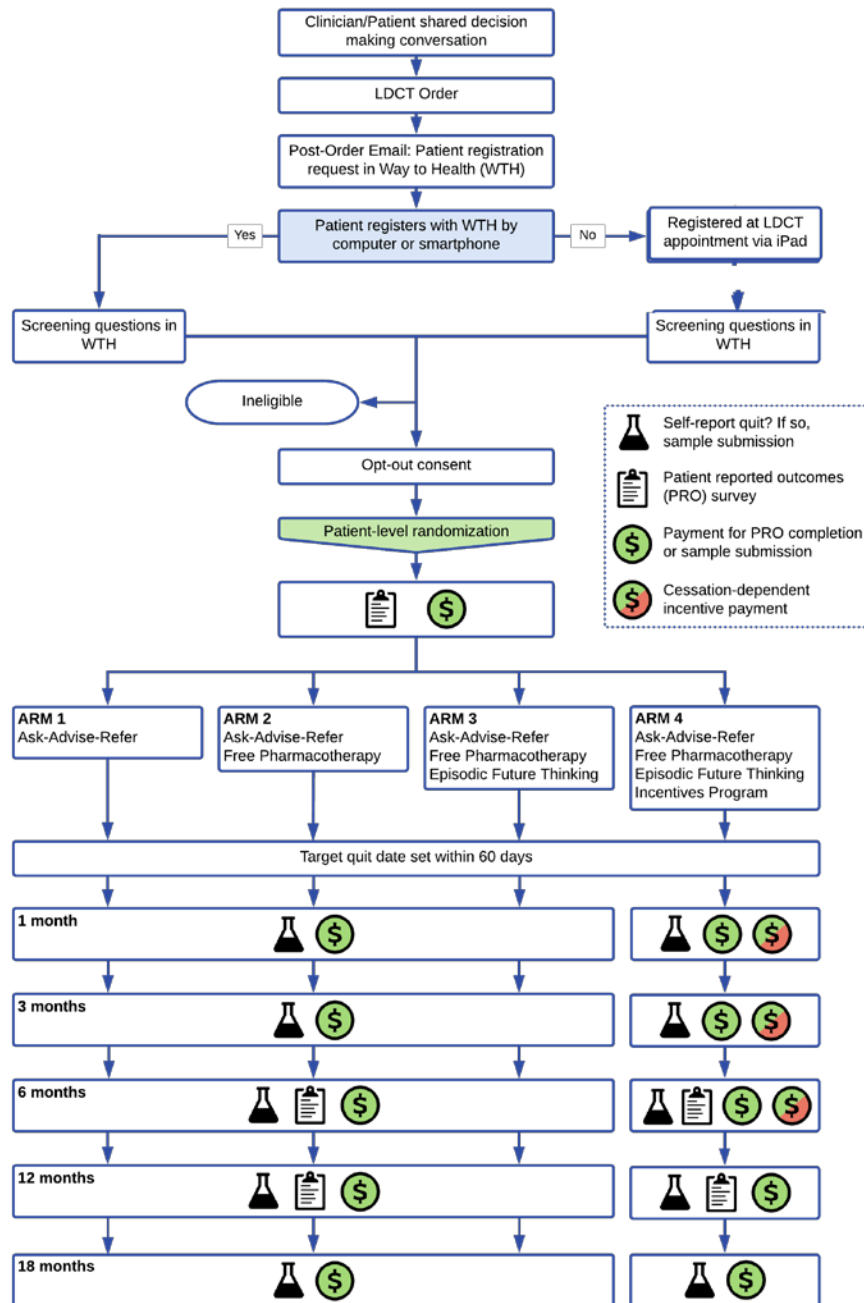 Clinician/Patient shared decision
making conversation
LDCT Order
Post-Order Email: Patient registration
request in Way to Health (WTH)
Patient registers with WTH by
computer or smartphone
Yes
No
Registered at LDCT
appointment via iPad
Screening questions in
WTH
Screening questions in
WTH
Ineligible
Opt-out consent
Patient-level randomization
Self-report quit? If so,
sample submission
Patient reported outcomes
(PRO) survey
$ Payment for PRO completion
or sample submission
$ Cessation-dependent
incentive payment
$
ARM 1
Ask-Advise-Refer
ARM 2
Ask-Advise-Refer
Free Pharmacotherapy
ARM 3
Ask-Advise-Refer
Free Pharmacotherapy
Episodic Future Thinking
ARM 4
Ask-Advise-Refer
Free Pharmacotherapy
Episodic Future Thinking
Incentives Program
Target quit date set within 60 days
1 month $ $ $
3 months $ $ $
6 months $ $ $
12 months $ $
18 months $ $